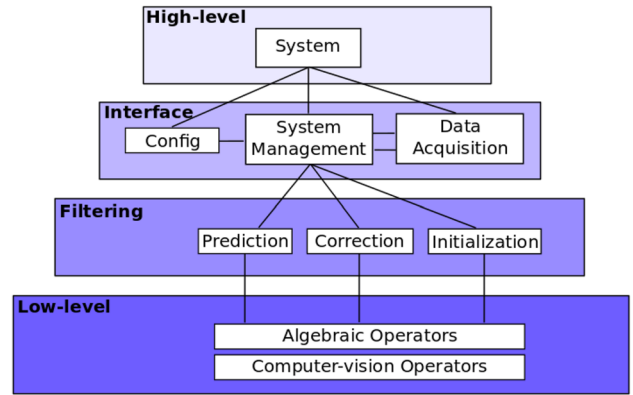 High-level
System
Interface
Config
System
Management
Data
Acquisition
Filtering
Prediction
Correction
Initialization
Low-level
Algebraic Operators
Computer-vision Operators